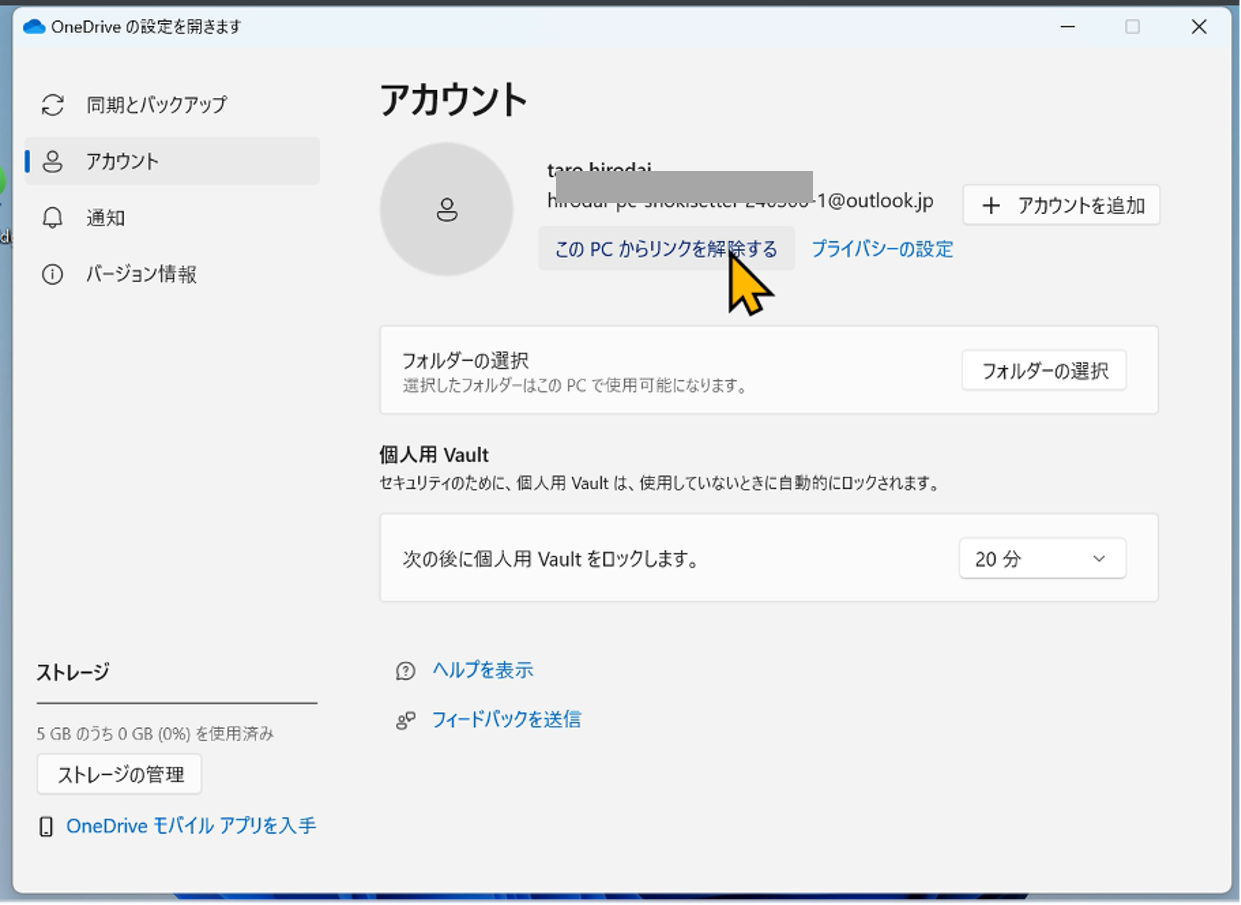 OneDrive の設定を開きます
同期とバックアップ
アカウント
通知
バージョン情報
ストレージ
5 GB のうち 0 GB (0%) を使用済み
ストレージの管理
OneDrive モバイル アプリを入手
アカウント
taro hirodai
-1@outlook.jp
アカウントを追加
この PC からリンクを解除する
プライバシーの設定
フォルダーの選択
選択したフォルダーはこの PC で使用可能になります。
フォルダーの選択
個人用 Vault
セキュリティのために、個人用 Vault は、使用していないときに自動的にロックされます。
次の後に個人用 Vault をロックします。
20 分
ヘルプを表示
フィードバックを送信